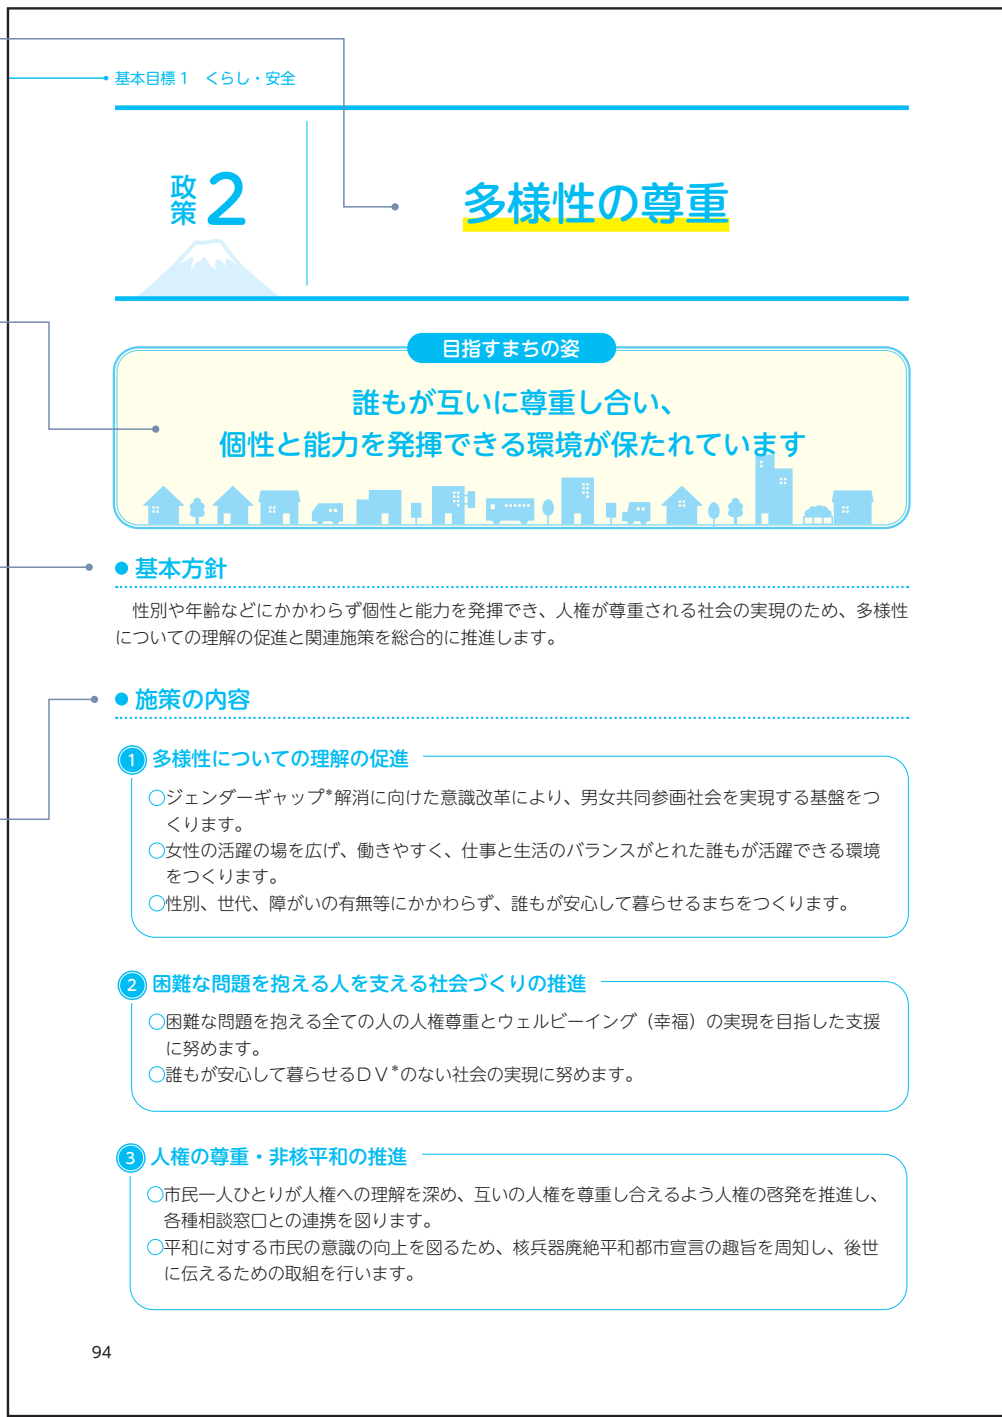 基本目標1　くらし・安全
政策2
多様性の尊重
目指すまちの姿
誰もが互いに尊重し合い、
個性と能力を発揮できる環境が保たれています
● 基本方針
　性別や年齢などにかかわらず個性と能力を発揮でき、人権が尊重される社会の実現のため、多様性
についての理解の促進と関連施策を総合的に推進します。
● 施策の内容
1 多様性についての理解の促進
○ジェンダーギャップ*解消に向けた意識改革により、男女共同参画社会を実現する基盤をつ
くります。
○女性の活躍の場を広げ、働きやすく、仕事と生活のバランスがとれた誰もが活躍できる環境
をつくります。
○性別、世代、障がいの有無等にかかわらず、誰もが安心して暮らせるまちをつくります。
2 困難な問題を抱える人を支える社会づくりの推進
○困難な問題を抱える全ての人の人権尊重とウェルビーイング（幸福）の実現を目指した支援
に努めます。
○誰もが安心して暮らせるＤＶ*のない社会の実現に努めます。
3 人権の尊重・非核平和の推進
○市民一人ひとりが人権への理解を深め、互いの人権を尊重し合えるよう人権の啓発を推進し、
各種相談窓口との連携を図ります。
○平和に対する市民の意識の向上を図るため、核兵器廃絶平和都市宣言の趣旨を周知し、後世
に伝えるための取組を行います。
94